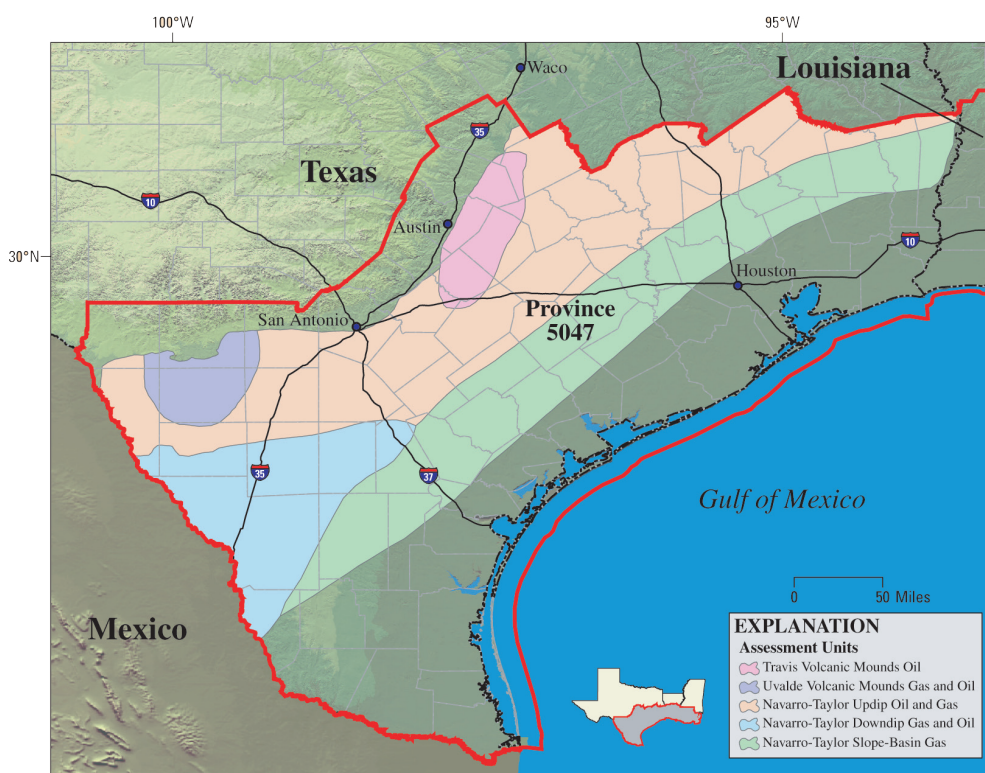 100°W
95°W
Waco
Louisiana
35
Texas
10
Austin
10
30°N
Houston
San Antonio
Province
5047
35
37
Gulf of Mexico
0 50 Miles
Mexico
EXPLANATION
Assessment Units
Travis Volcanic Mounds Oil
Uvalde Volcanic Mounds Gas and Oil
Navarro-Taylor Updip Oil and Gas
Navarro-Taylor Downdip Gas and Oil
Navarro-Taylor Slope-Basin Gas